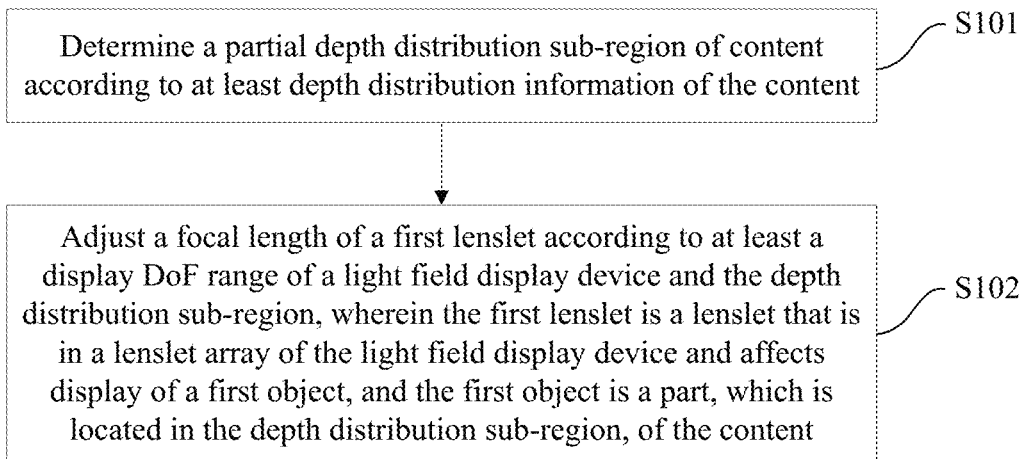 S101
Determine a partial depth distribution sub-region of content
according to at least depth distribution information of the content
Adjust a focal length of a first lenslet according to at least a
display DoF range of a light field display device and the depth
distribution sub-region, wherein the first lenslet is a lenslet that is
in a lenslet array of the light field display device and affects
display of a first object, and the first object is a part, which is
located in the depth distribution sub-region, of the content
S102